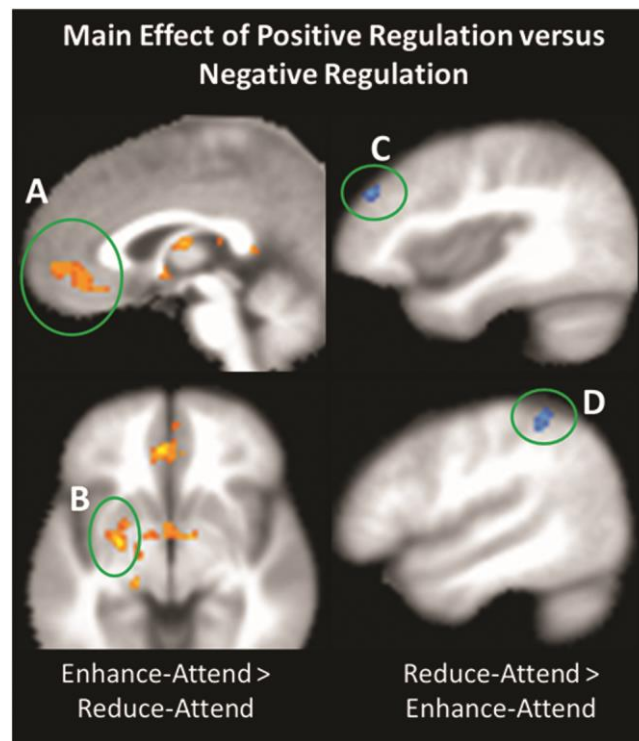 Main Effect of Positive Regulation versus
Negative Regulation
A
C
B
D
Enhance-Attend >
Reduce-Attend
Reduce-Attend >
Enhance-Attend